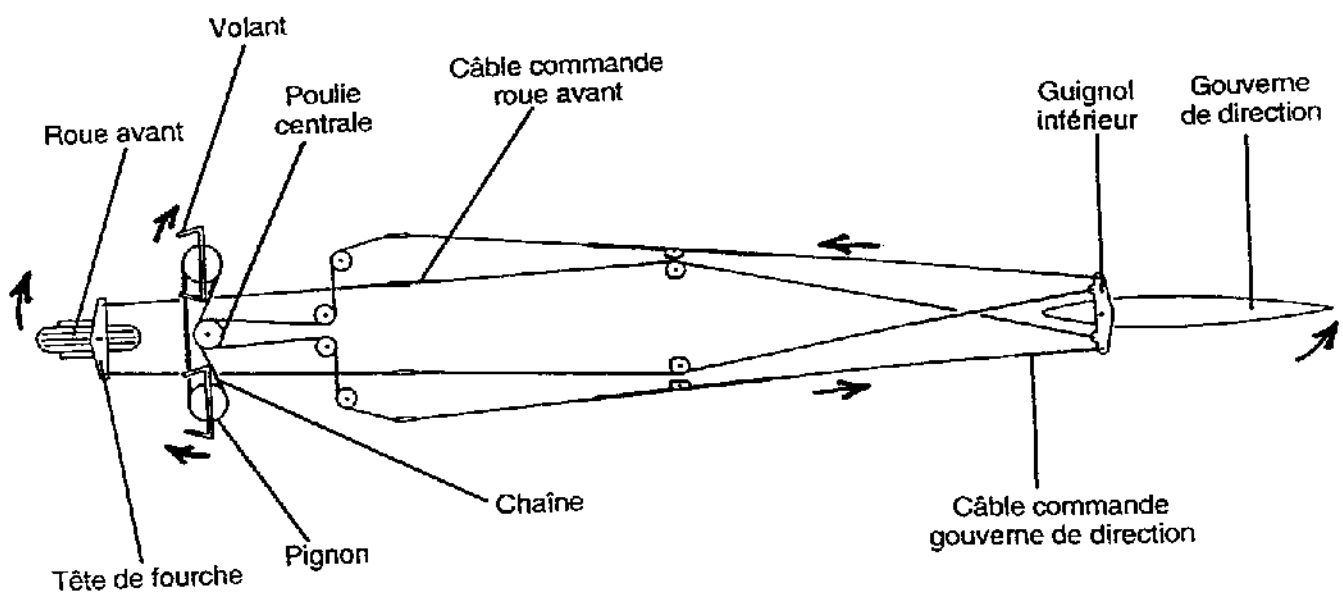 Volant
Câble commande
roue avant
Poulie
centrale
Guignol
inférieur
Gouverne
de direction
Roue avant
Chaîne
Câble commande
gouverne de direction
Pignon
Tête de fourche